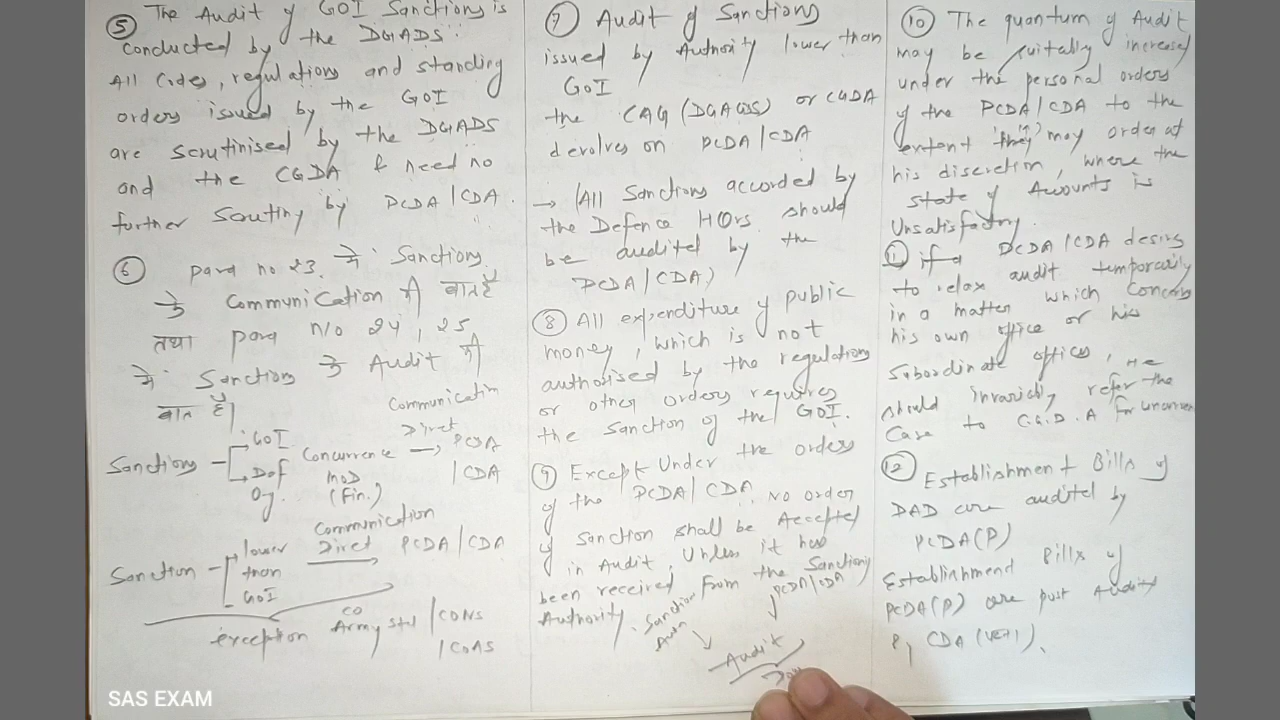 ⑤ The Audit of GOI Sanctions is
conducted by the DGADS.
All Codes, regulations and standing
orders issued by the GOI
are scrutinised by the DGADS
and the CGDA & need no
further Scrutiny by PCDA/CDA.
⑥ para no 23 में Sanctions
के Communication की बात है
तथा para n/o 24, 25
में Sanction के Audit की
बात है।
Communication
Direct
Sanctions GOI Concurrence → PCDA
Def MOD /CDA
Og. (Fin.)
Communication
Sanction lower Direct PCDA/CDA
than
GOI
exception CO Army Std /CONS
/COAS
⑦ Audit of Sanctions
issued by Authority lower than
GOI
the CAG (DGADS) or CGDA
devolves on PCDA/CDA
→ (All Sanctions accorded by
the Defence HQrs should
be audited by the
PCDA/CDA)
⑧ All expenditure of public
money, which is not
authorised by the regulations
or other orders requires
the Sanction of the GOI.
⑨ Except Under the orders
of the PCDA/CDA NO order
of Sanction shall be Accepted
in Audit, Unless it has
been received from the Sanctioning
Authority. Sanction PCDA/CDA
Auth
Audit
⑩ The quantum of Audit
may be suitably increased
under the personal orders
of the PCDA/CDA to the
extent they may order at
his discretion, where the
state of Accounts is
Unsatisfactory.
⑪ if a PCDA/CDA desires
to relax audit temporarily
in a matter which concerns
his own office or his
Subordinate offices, He
should invariably refer the
Case to C.G.D.A for
⑫ Establishment Bills of
DAD are audited by
PCDA(P)
Establishment Bills of
PCDA(P) are post Audited
by CDA
SAS EXAM